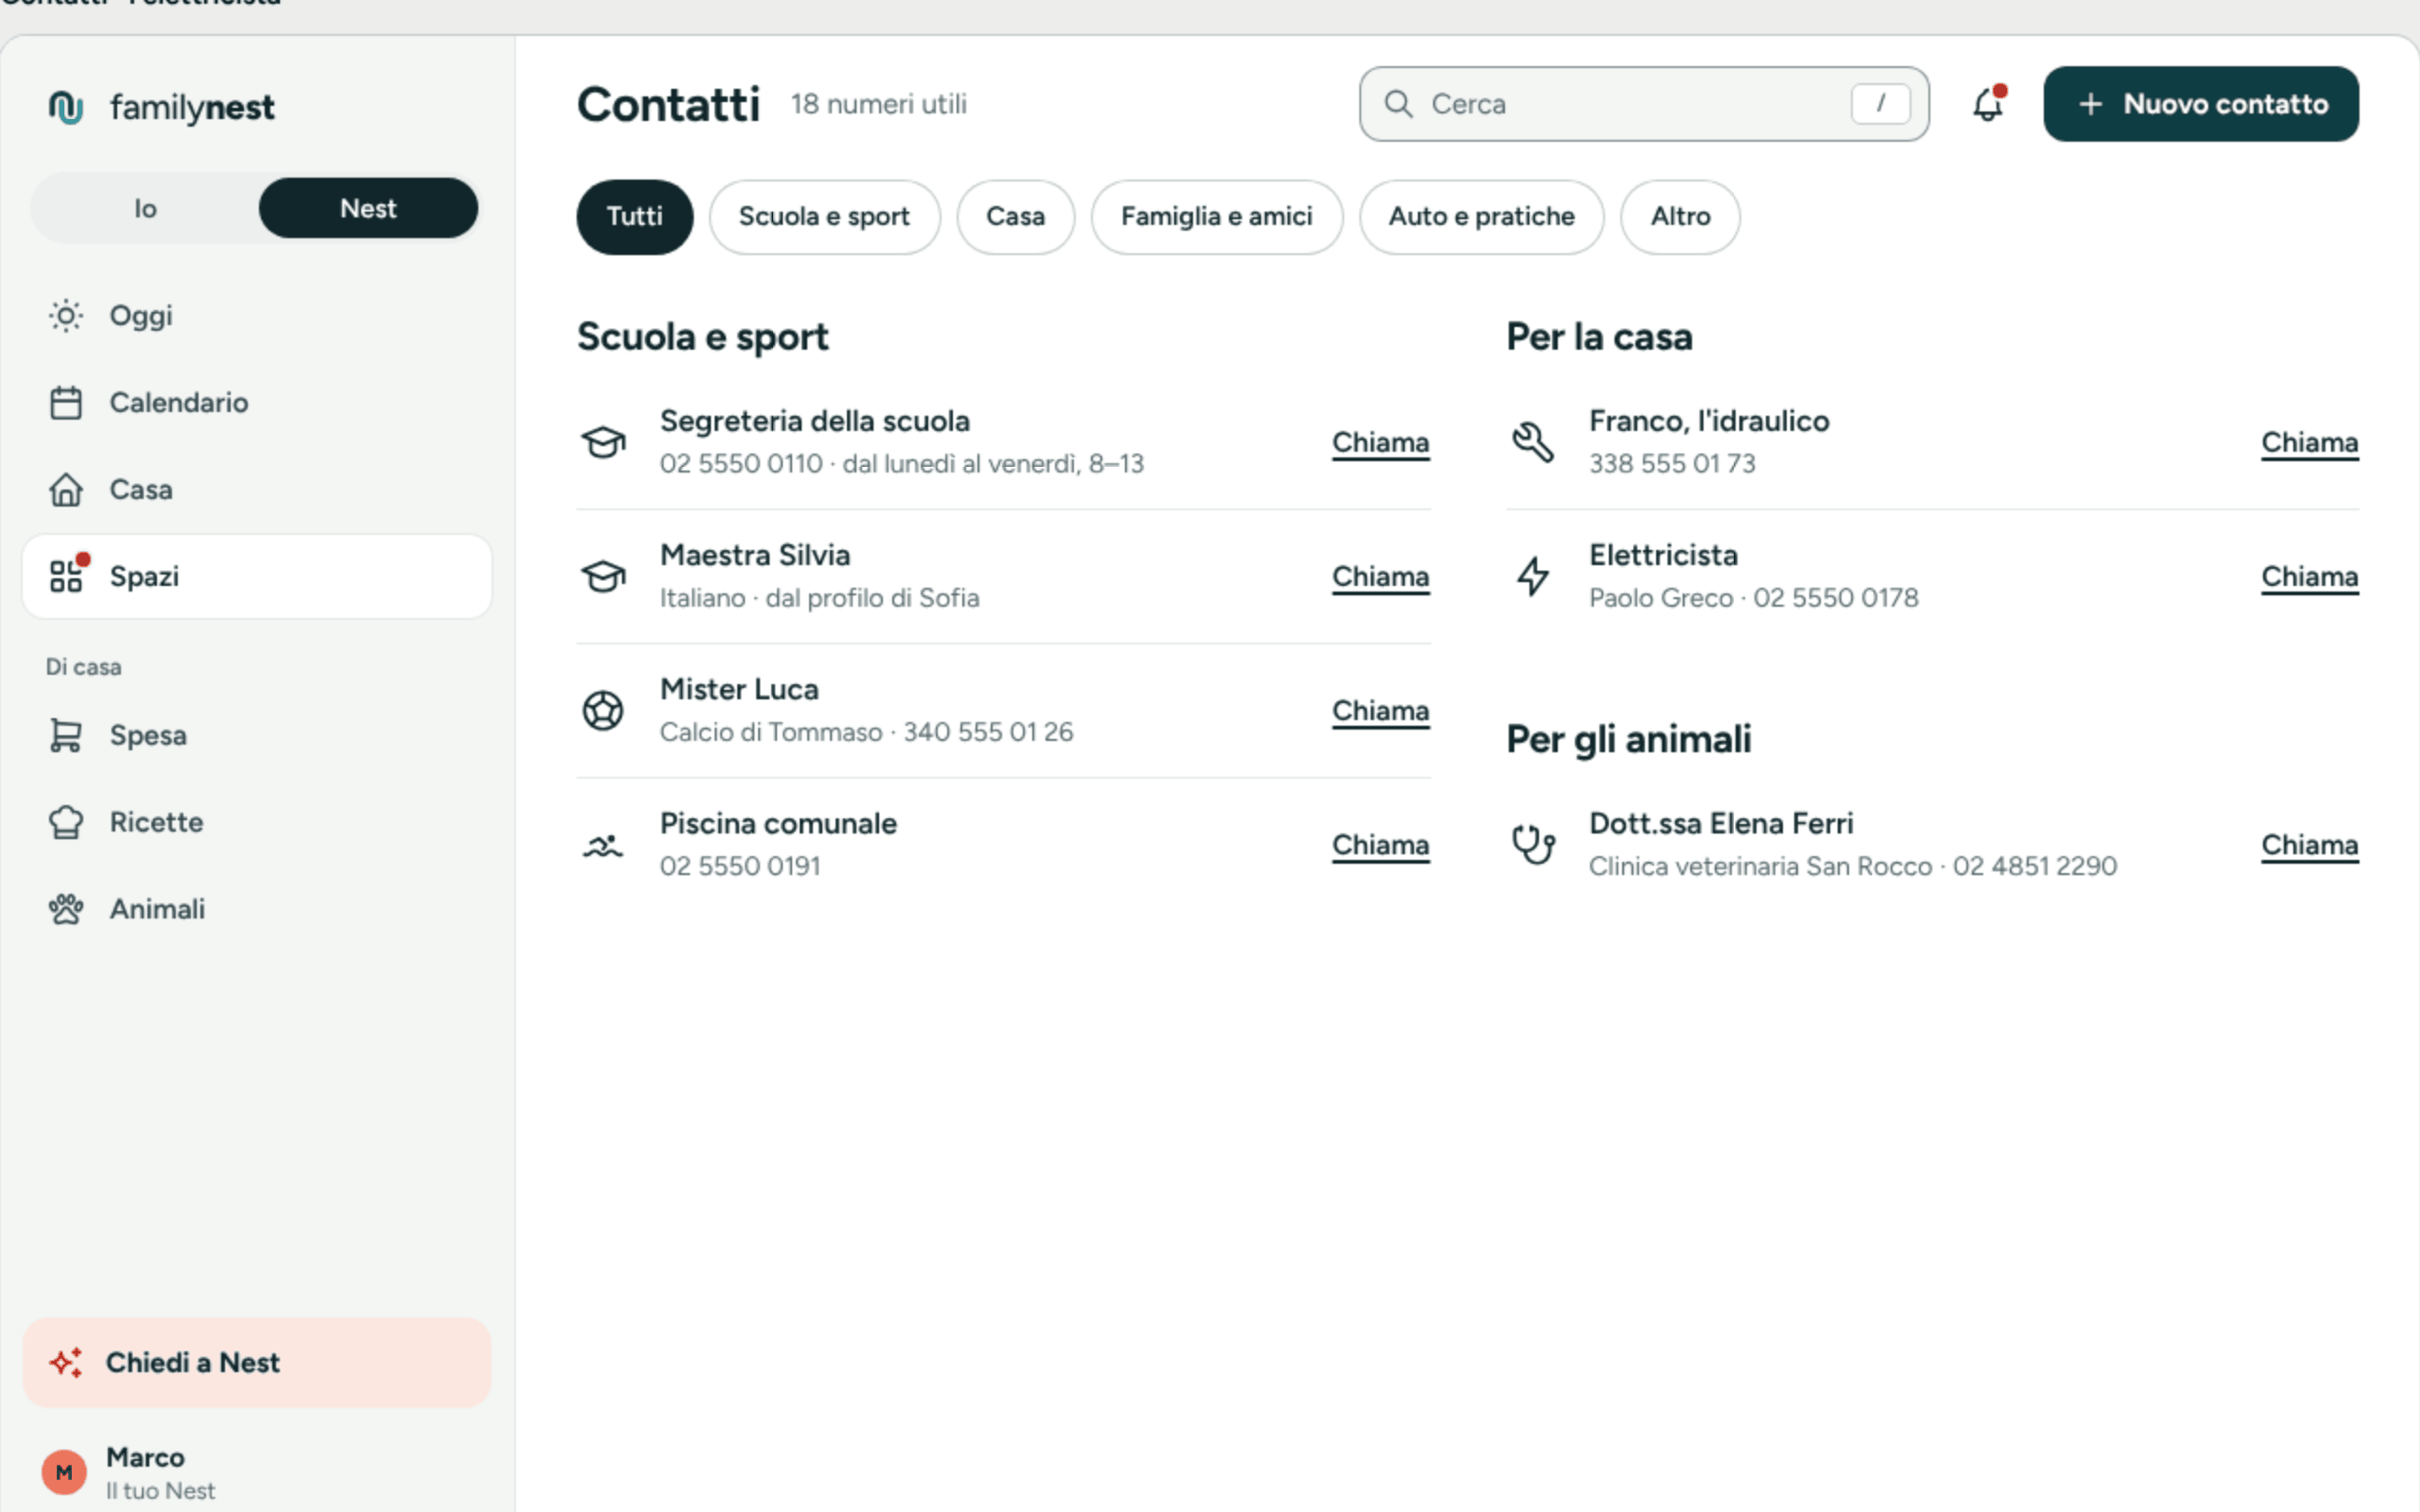 familynest
Io
Nest
Oggi
Calendario
Casa
Spazi
Di casa
Spesa
Ricette
Animali
Chiedi a Nest
M
Marco
Il tuo Nest
Contatti 18 numeri utili
Cerca /
+ Nuovo contatto
Tutti
Scuola e sport
Casa
Famiglia e amici
Auto e pratiche
Altro
Scuola e sport
Segreteria della scuola
02 5550 0110 · dal lunedì al venerdì, 8–13
Chiama
Maestra Silvia
Italiano · dal profilo di Sofia
Chiama
Mister Luca
Calcio di Tommaso · 340 555 01 26
Chiama
Piscina comunale
02 5550 0191
Chiama
Per la casa
Franco, l'idraulico
338 555 01 73
Chiama
Elettricista
Paolo Greco · 02 5550 0178
Chiama
Per gli animali
Dott.ssa Elena Ferri
Clinica veterinaria San Rocco · 02 4851 2290
Chiama